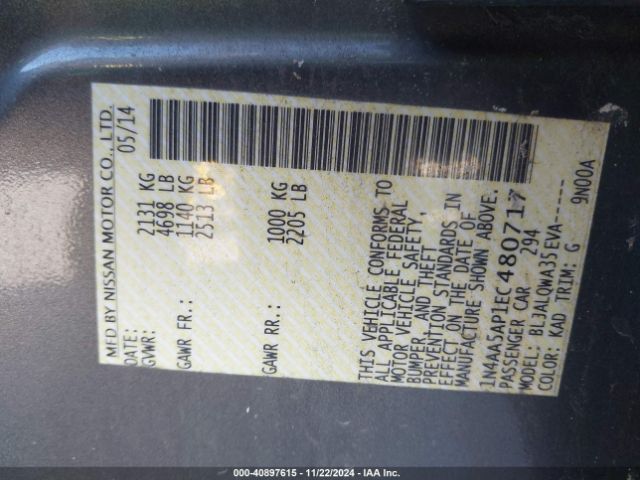 MFD BY NISSAN MOTOR CO., LTD.
DATE: 05/14
GVWR: 2131 KG
4698 LB
GAWR FR.: 1140 KG
2513 LB
GAWR RR.: 1000 KG
2205 LB
THIS VEHICLE CONFORMS TO
ALL APPLICABLE FEDERAL
MOTOR VEHICLE SAFETY
BUMPER, AND THEFT
PREVENTION STANDARDS IN
EFFECT ON THE DATE OF
MANUFACTURE SHOWN ABOVE.
1N4AA5AP1EC480717
PASSENGER CAR 294
MODEL: BLJALQWA35EVA-----
COLOR: KAD TRIM: G 9N00A
000-40897615 - 11/22/2024 - IAA Inc.